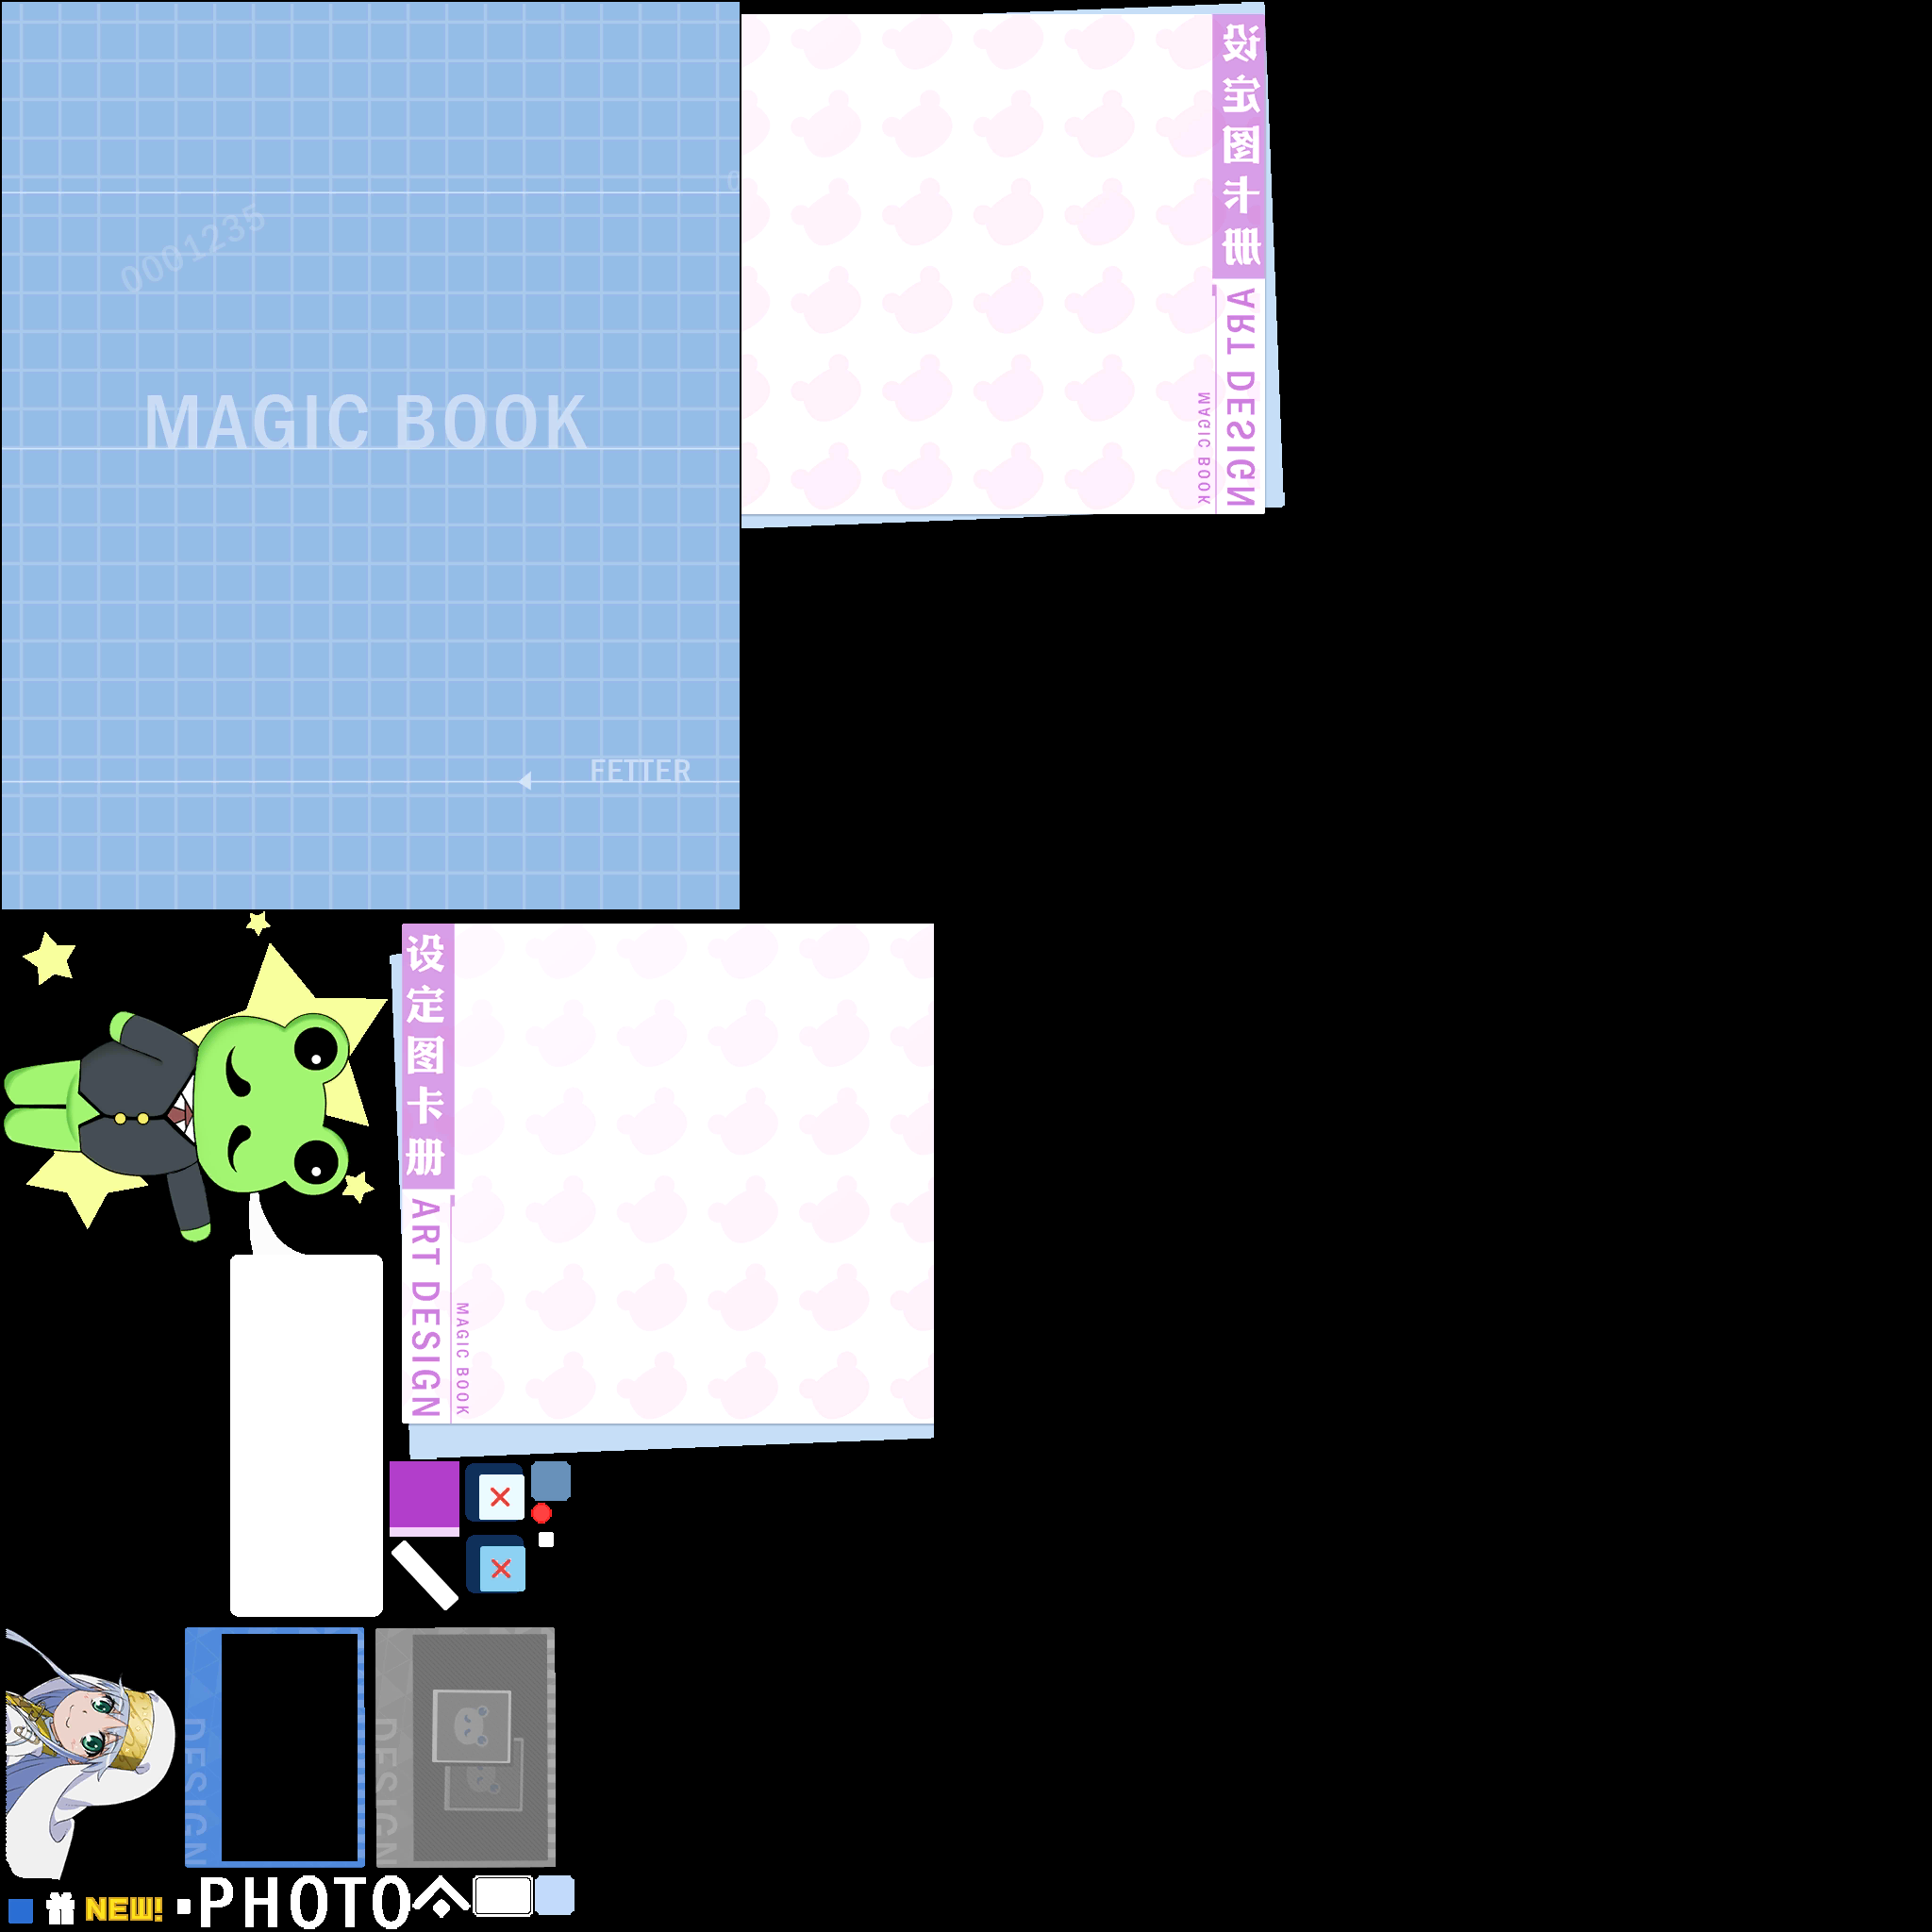 0001235
MAGIC BOOK
FETTER
设定图卡册
ART DESIGN
MAGIC BOOK
设定图卡册
ART DESIGN
MAGIC BOOK
DESIGN
DESIGN
NEW!
PHOTO